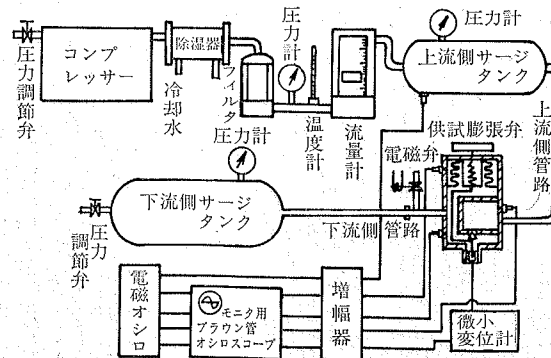 圧力計
圧力調節弁
コンプ
レッサー
除湿器
冷却水
フィルタ
圧力計
温度計
流量計
上流側サージ
タンク
上流側管路
供試膨張弁
電磁弁
圧力計
下流側サージ
タンク
圧力
調節弁
下流側
管路
電磁オシロ
モニタ用
ブラウン管
オシロスコープ
増幅器
微小
変位計